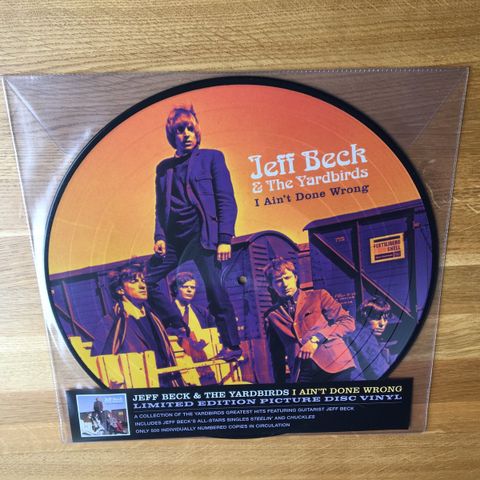 Jeff Beck
& The Yardbirds
I Ain't Done Wrong
FERTILIGENE
SHELL
JEFF BECK & THE YARDBIRDS I AIN'T DONE WRONG
LIMITED EDITION PICTURE DISC VINYL
A COLLECTION OF THE YARDBIRDS GREATEST HITS FEATURING GUITARIST JEFF BECK
INCLUDES JEFF BECK'S ALL-STARS SINGLES STEELIN' AND CHUCKLES
ONLY 500 INDIVIDUALLY NUMBERED COPIES IN CIRCULATION